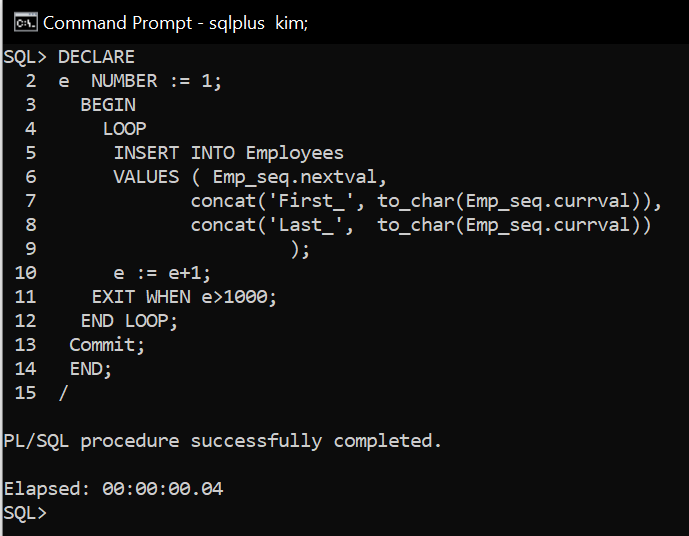 Command Prompt - sqlplus  kim;
SQL> DECLARE
  2  e  NUMBER := 1;
  3    BEGIN
  4      LOOP
  5       INSERT INTO Employees
  6       VALUES ( Emp_seq.nextval,
  7              concat('First_', to_char(Emp_seq.currval)),
  8              concat('Last_',  to_char(Emp_seq.currval))
  9                       );
 10       e := e+1;
 11     EXIT WHEN e>1000;
 12    END LOOP;
 13   Commit;
 14   END;
 15  /
PL/SQL procedure successfully completed.
Elapsed: 00:00:00.04
SQL>